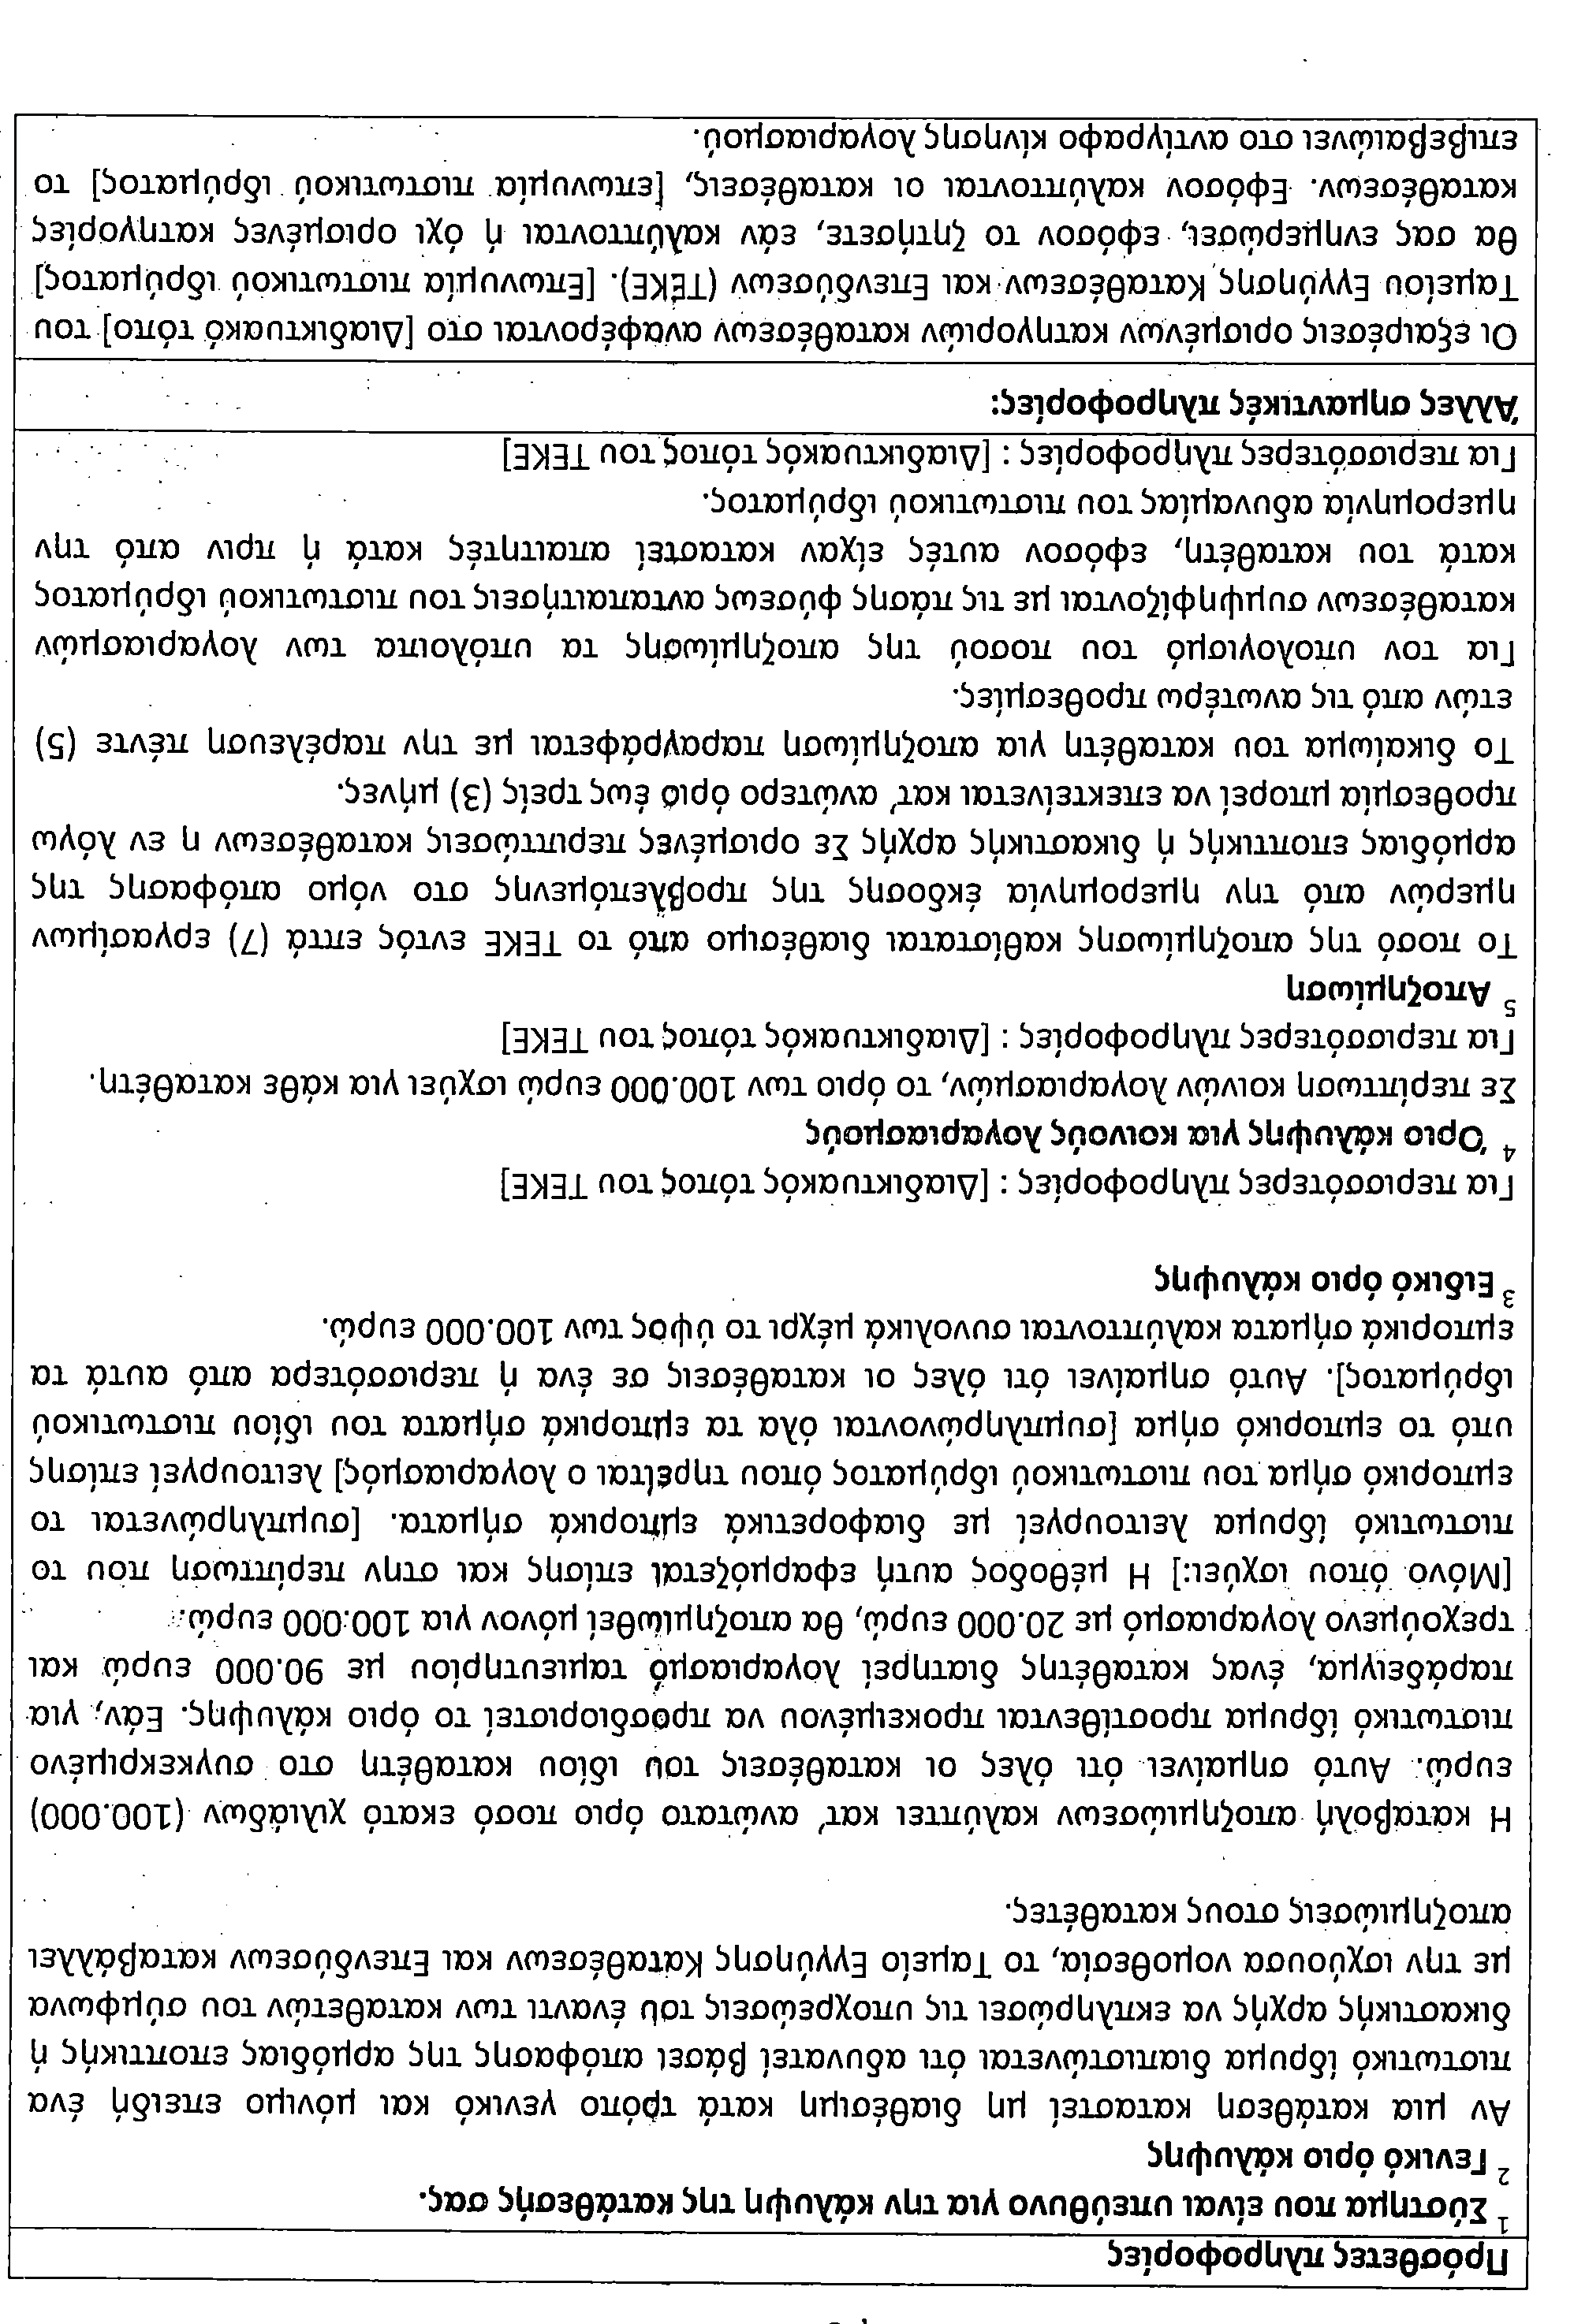 Πρόσθετες πληροφορίες
1 Σύστημα που είναι υπεύθυνο για την κάλυψη της κατάθεσής σας.
2 Γενικό όριο κάλυψης
Αν μια κατάθεση καταστεί μη διαθέσιμη κατά τρόπο γενικό και μόνιμο επειδή ένα
πιστωτικό ίδρυμα διαπιστώνεται ότι αδυνατεί βάσει απόφασης της αρμόδιας εποπτικής ή
δικαστικής αρχής να εκπληρώσει τις υποχρεώσεις του έναντι των καταθετών του σύμφωνα
με την ισχύουσα νομοθεσία, το Ταμείο Εγγύησης Καταθέσεων και Επενδύσεων καταβάλλει
αποζημιώσεις στους καταθέτες.
Η καταβολή αποζημιώσεων καλύπτει κατ' ανώτατο όριο ποσό εκατό χιλιάδων (100.000)
ευρώ. Αυτό σημαίνει ότι όλες οι καταθέσεις του ίδιου καταθέτη στο συγκεκριμένο
πιστωτικό ίδρυμα προστίθενται προκειμένου να προσδιοριστεί το όριο κάλυψης. Εάν, για
παράδειγμα, ένας καταθέτης διατηρεί λογαριασμό ταμιευτηρίου με 90.000 ευρώ και
τρεχούμενο λογαριασμό με 20.000 ευρώ, θα αποζημιωθεί μόνον για 100.000 ευρώ.
[Μόνο όπου ισχύει:] Η μέθοδος αυτή εφαρμόζεται επίσης και στην περίπτωση που το
πιστωτικό ίδρυμα λειτουργεί με διαφορετικά εμπορικά σήματα. [συμπληρώνεται το
εμπορικό σήμα του πιστωτικού ιδρύματος όπου τηρείται ο λογαριασμός] λειτουργεί επίσης
υπό το εμπορικό σήμα [συμπληρώνονται όλα τα εμπορικά σήματα του ίδιου πιστωτικού
ιδρύματος]. Αυτό σημαίνει ότι όλες οι καταθέσεις σε ένα ή περισσότερα από αυτά τα
εμπορικά σήματα καλύπτονται συνολικά μέχρι το ύψος των 100.000 ευρώ.
3 Ειδικό όριο κάλυψης
Για περισσότερες πληροφορίες : [Διαδικτυακός τόπος του ΤΕΚΕ]
4 Όριο κάλυψης για κοινούς λογαριασμούς
Σε περίπτωση κοινών λογαριασμών, το όριο των 100.000 ευρώ ισχύει για κάθε καταθέτη.
Για περισσότερες πληροφορίες : [Διαδικτυακός τόπος του ΤΕΚΕ]
5 Αποζημίωση
Το ποσό της αποζημίωσης καθίσταται διαθέσιμο από το ΤΕΚΕ εντός επτά (7) εργασίμων
ημερών από την ημερομηνία έκδοσης της προβλεπόμενης στο νόμο απόφασης της
αρμόδιας εποπτικής ή δικαστικής αρχής Σε ορισμένες περιπτώσεις καταθέσεων η εν λόγω
προθεσμία μπορεί να επεκτείνεται κατ' ανώτερο όριο έως τρείς (3) μήνες.
Το δικαίωμα του καταθέτη για αποζημίωση παραγράφεται με την παρέλευση πέντε (5)
ετών από τις ανωτέρω προθεσμίες.
Για τον υπολογισμό του ποσού της αποζημίωσης τα υπόλοιπα των λογαριασμών
καταθέσεων συμψηφίζονται με τις πάσης φύσεως ανταπαιτήσεις του πιστωτικού ιδρύματος
κατά του καταθέτη, εφόσον αυτές είχαν καταστεί απαιτητές κατά ή πριν από την
ημερομηνία αδυναμίας του πιστωτικού ιδρύματος.
Για περισσότερες πληροφορίες : [Διαδικτυακός τόπος του ΤΕΚΕ]
Άλλες σημαντικές πληροφορίες:
Οι εξαιρέσεις ορισμένων κατηγοριών καταθέσεων αναφέρονται στο [Διαδικτυακό τόπο] του
Ταμείου Εγγύησης Καταθέσεων και Επενδύσεων (ΤΕΚΕ). [Επωνυμία πιστωτικού ιδρύματος]
θα σας ενημερώσει, εφόσον το ζητήσετε, εάν καλύπτονται ή όχι ορισμένες κατηγορίες
καταθέσεων. Εφόσον καλύπτονται οι καταθέσεις, [επωνυμία πιστωτικού ιδρύματος] το
επιβεβαιώνει στο αντίγραφο κίνησης λογαριασμού.